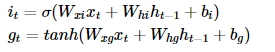 i_t = σ(W_{xi}x_t + W_{hi}h_{t−1} + b_i)
g_t = tanh(W_{xg}x_t + W_{hg}h_{t−1} + b_g)